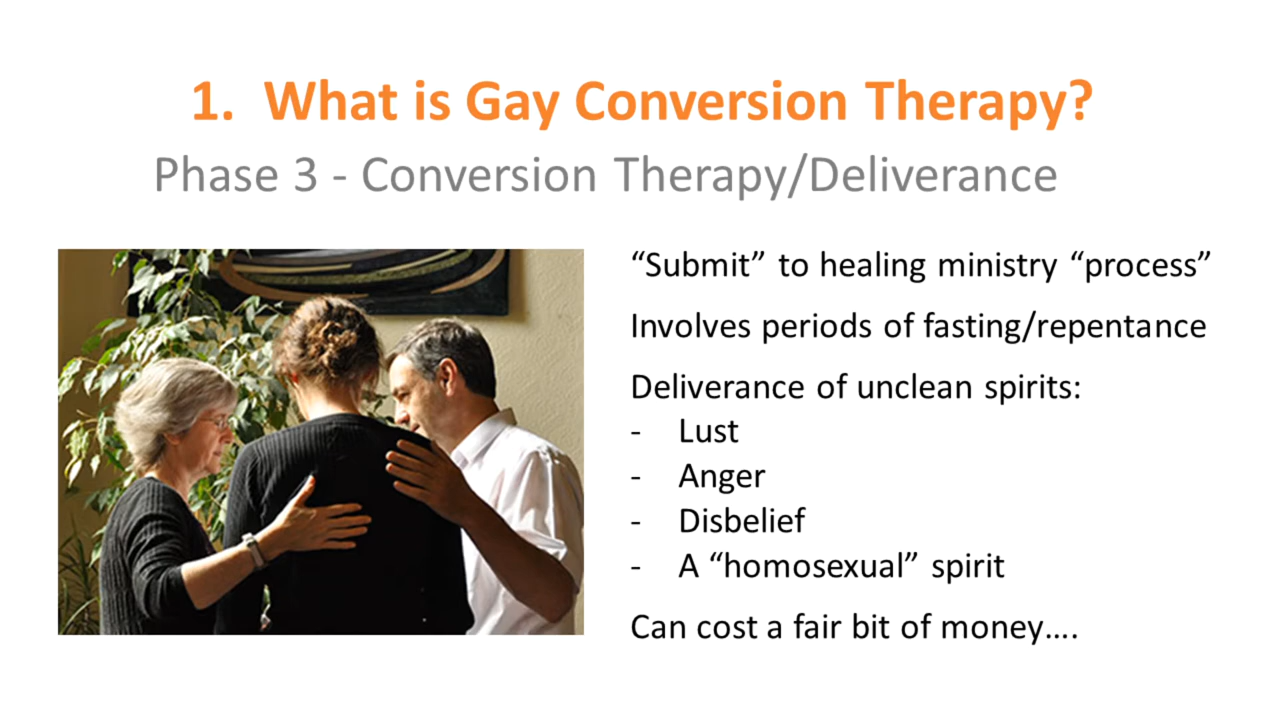 1. What is Gay Conversion Therapy?
Phase 3 - Conversion Therapy/Deliverance
“Submit” to healing ministry “process”
Involves periods of fasting/repentance
Deliverance of unclean spirits:
- Lust
- Anger
- Disbelief
- A “homosexual” spirit
Can cost a fair bit of money….